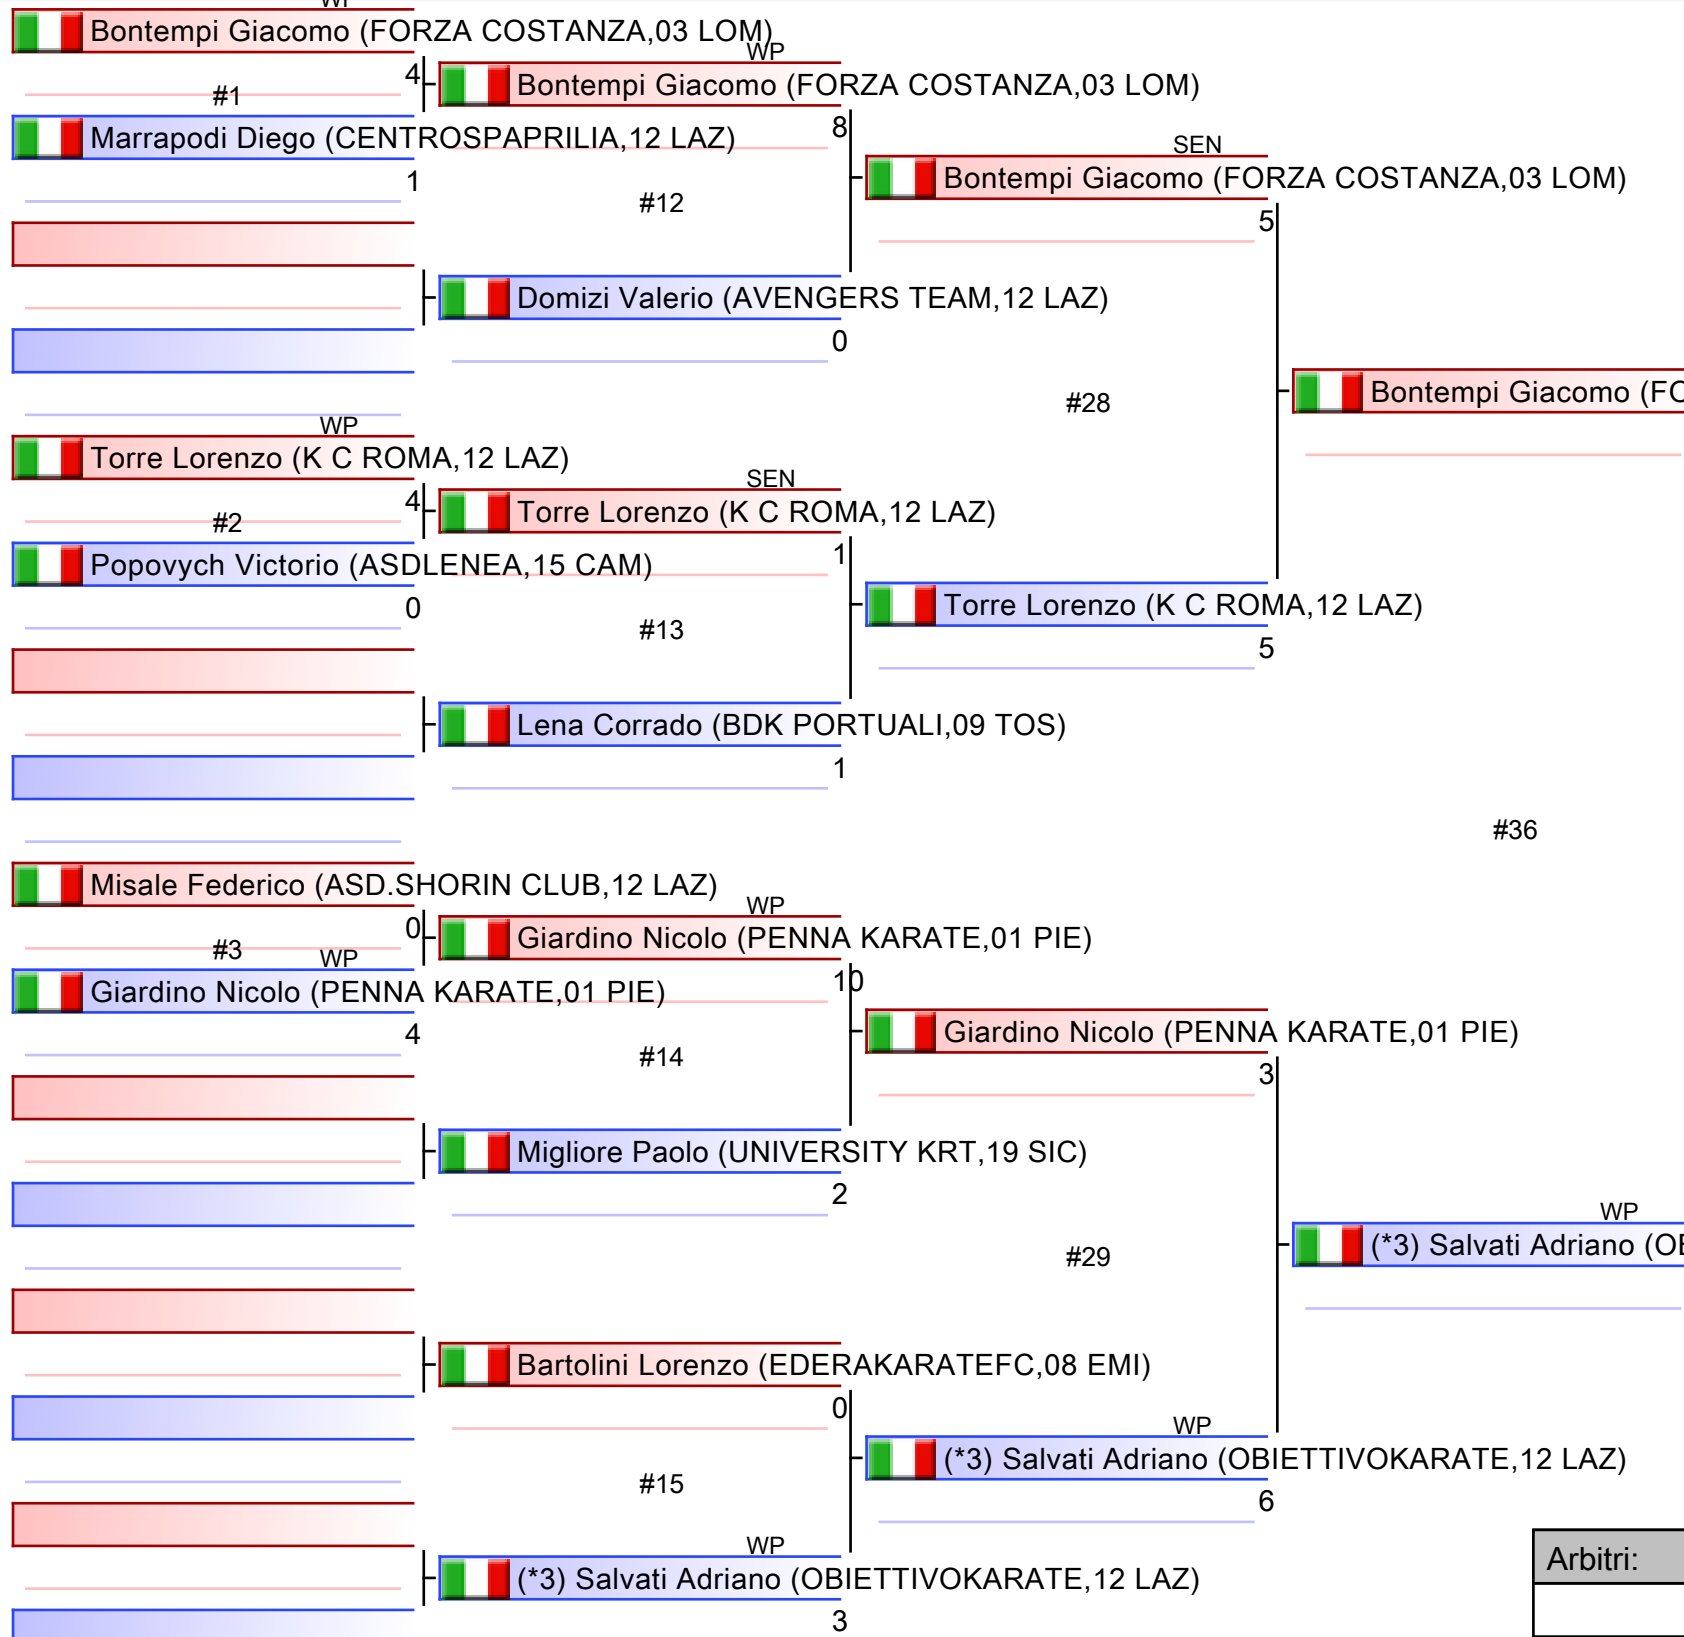 WP
Bontempi Giacomo (FORZA COSTANZA,03 LOM)
WP
4
Bontempi Giacomo (FORZA COSTANZA,03 LOM)
#1
Marrapodi Diego (CENTROSPAPRILIA,12 LAZ)
8
SEN
1
Bontempi Giacomo (FORZA COSTANZA,03 LOM)
#12
5
Domizi Valerio (AVENGERS TEAM,12 LAZ)
0
#28
Bontempi Giacomo (FO
WP
Torre Lorenzo (K C ROMA,12 LAZ)
SEN
4
Torre Lorenzo (K C ROMA,12 LAZ)
#2
Popovych Victorio (ASDLENEA,15 CAM)
1
0
Torre Lorenzo (K C ROMA,12 LAZ)
#13
5
Lena Corrado (BDK PORTUALI,09 TOS)
1
#36
Misale Federico (ASD.SHORIN CLUB,12 LAZ)
WP
0
Giardino Nicolo (PENNA KARATE,01 PIE)
#3
WP
10
Giardino Nicolo (PENNA KARATE,01 PIE)
4
Giardino Nicolo (PENNA KARATE,01 PIE)
#14
3
Migliore Paolo (UNIVERSITY KRT,19 SIC)
2
WP
#29
(*3) Salvati Adriano (OB
Bartolini Lorenzo (EDERAKARATEFC,08 EMI)
0
WP
(*3) Salvati Adriano (OBIETTIVOKARATE,12 LAZ)
#15
6
WP
Arbitri:
(*3) Salvati Adriano (OBIETTIVOKARATE,12 LAZ)
3